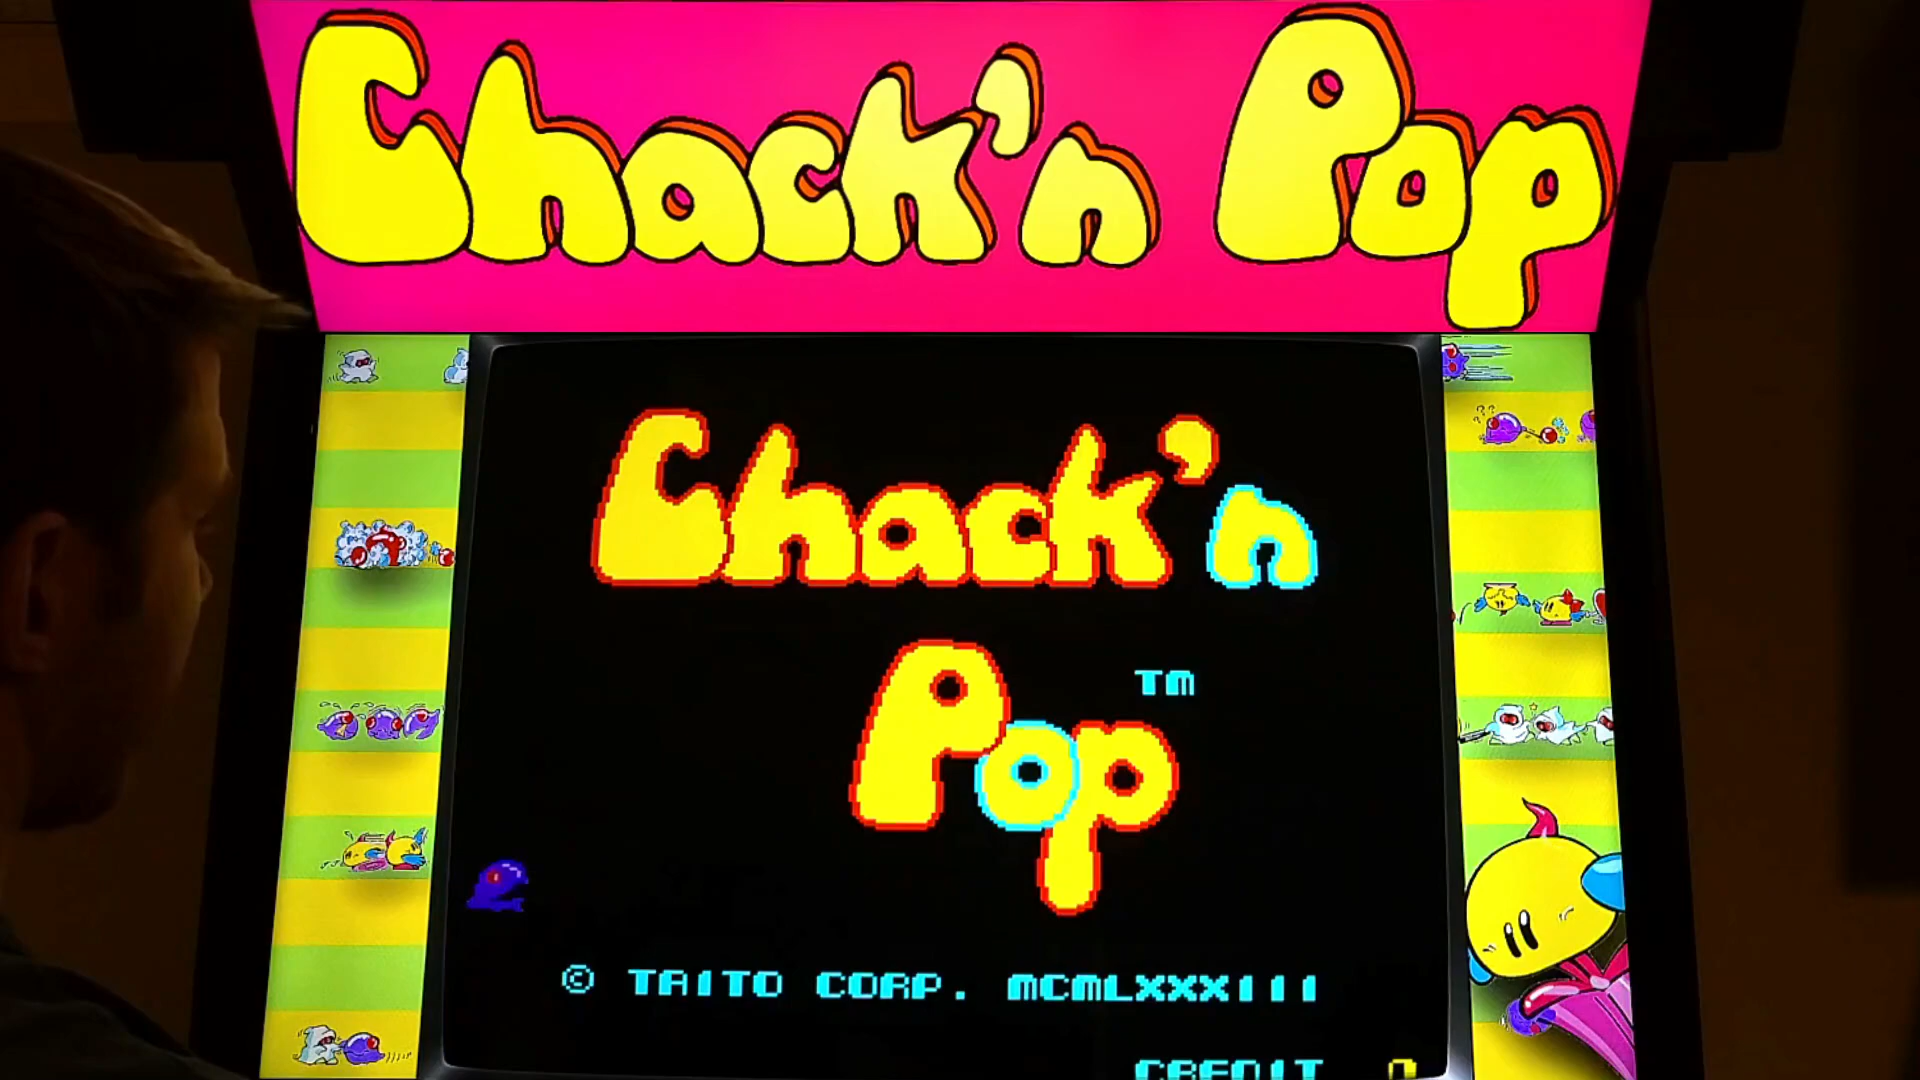 Chack'n Pop
Chack'n
Pop
TM
© TAITO CORP. MCMLXXXIII
CREDIT 0